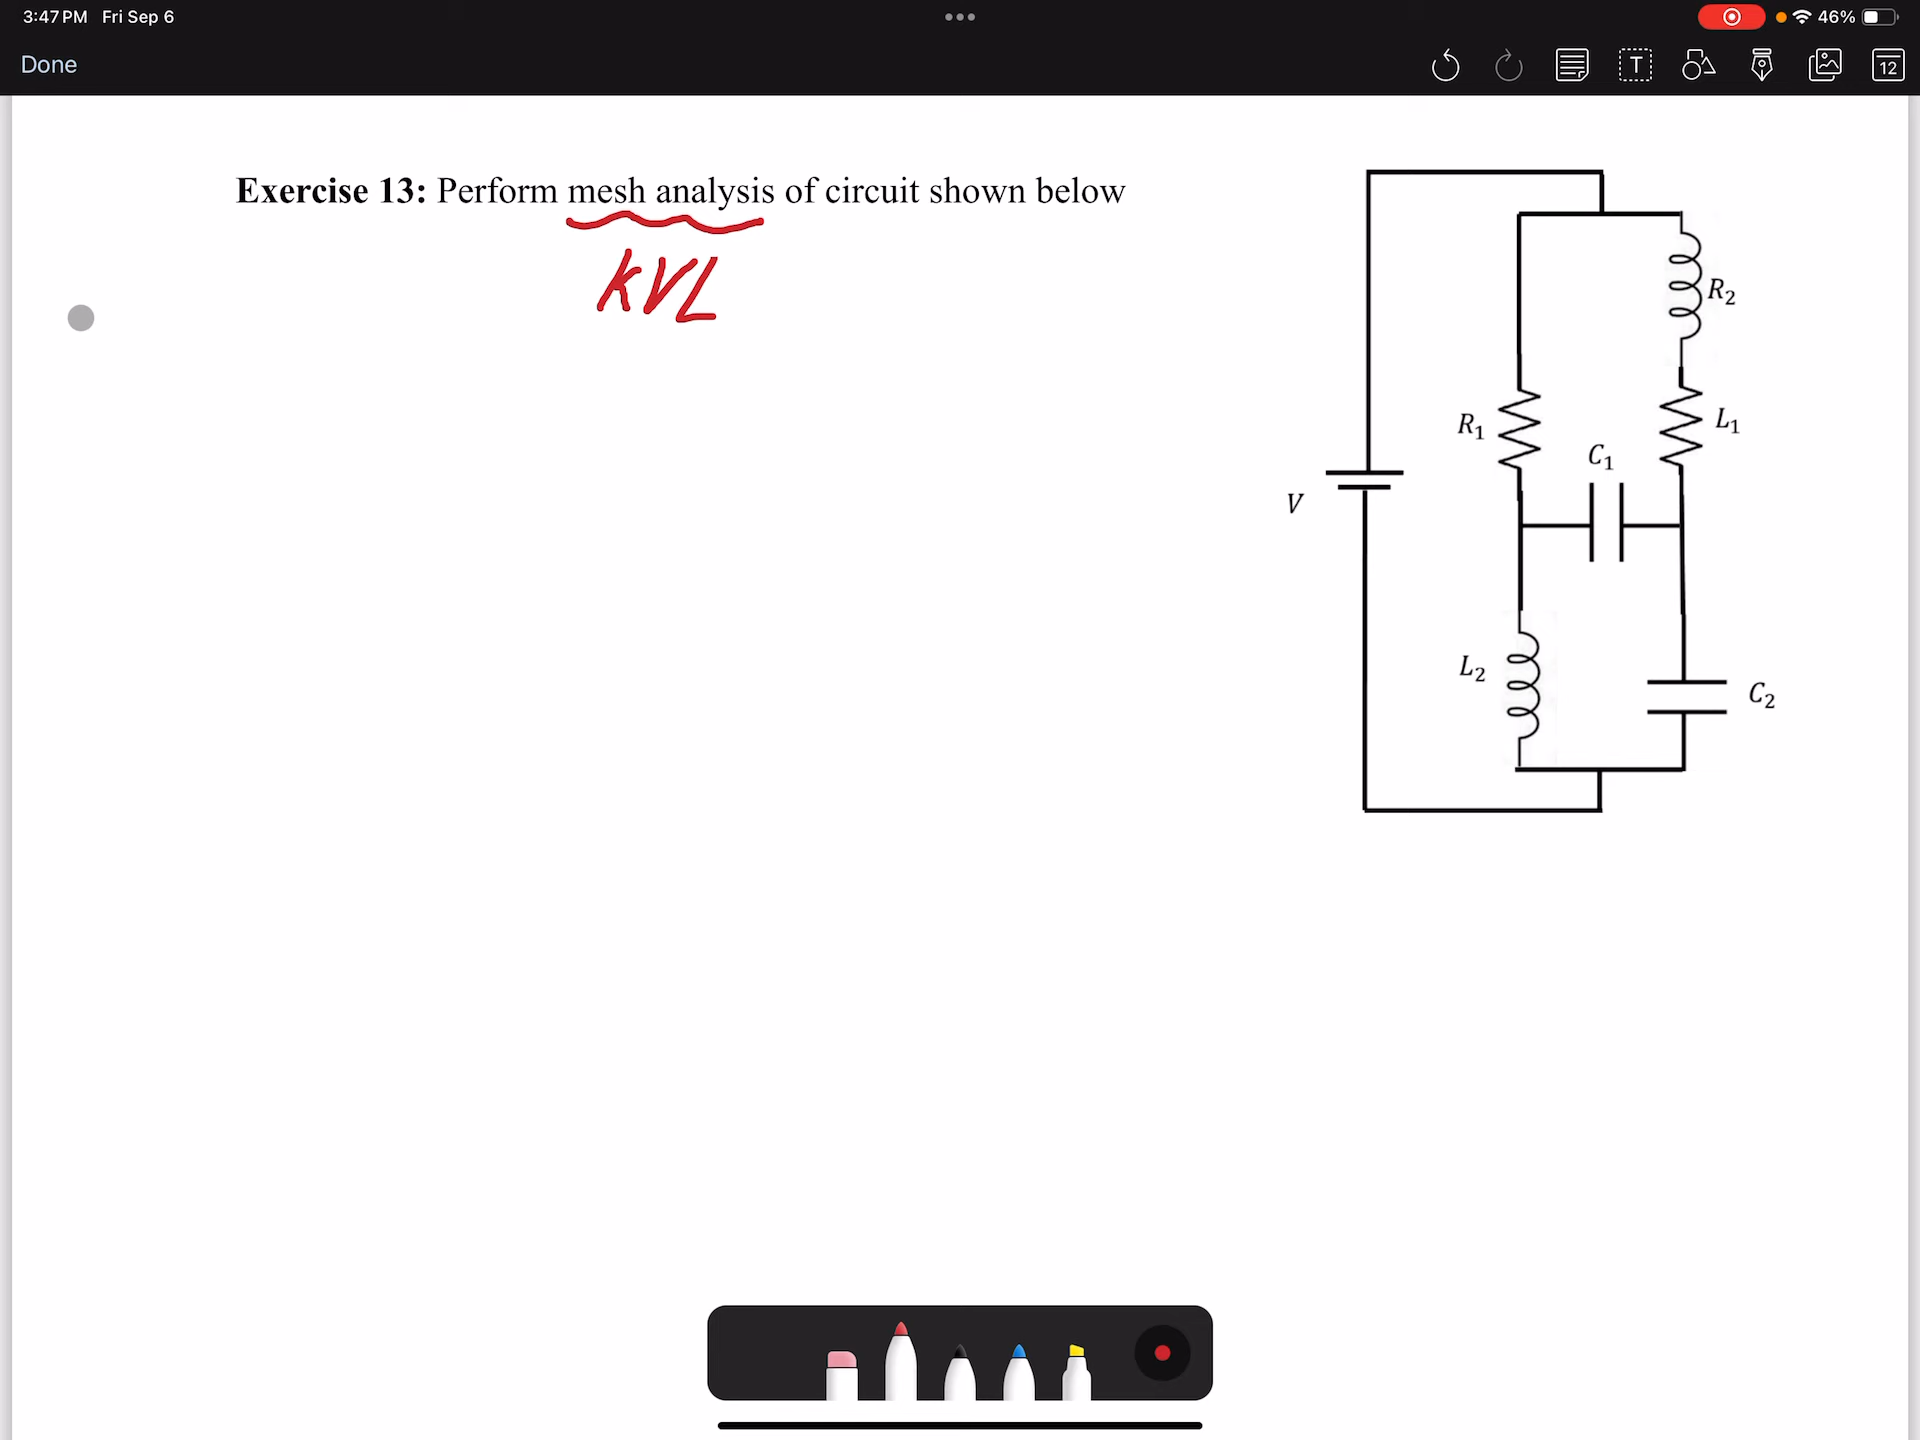 3:47 PM Fri Sep 6
46%
Done
T
12
Exercise 13: Perform mesh analysis of circuit shown below
KVL
R₂
R₁
L₁
C₁
V
L₂
C₂